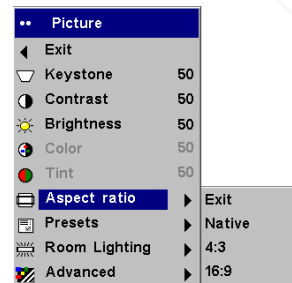 Picture
Exit
Keystone 50
Contrast 50
Brightness 50
Color 50
Tint 50
Aspect ratio
Presets
Room Lighting
Advanced
Exit
Native
4:3
16:9